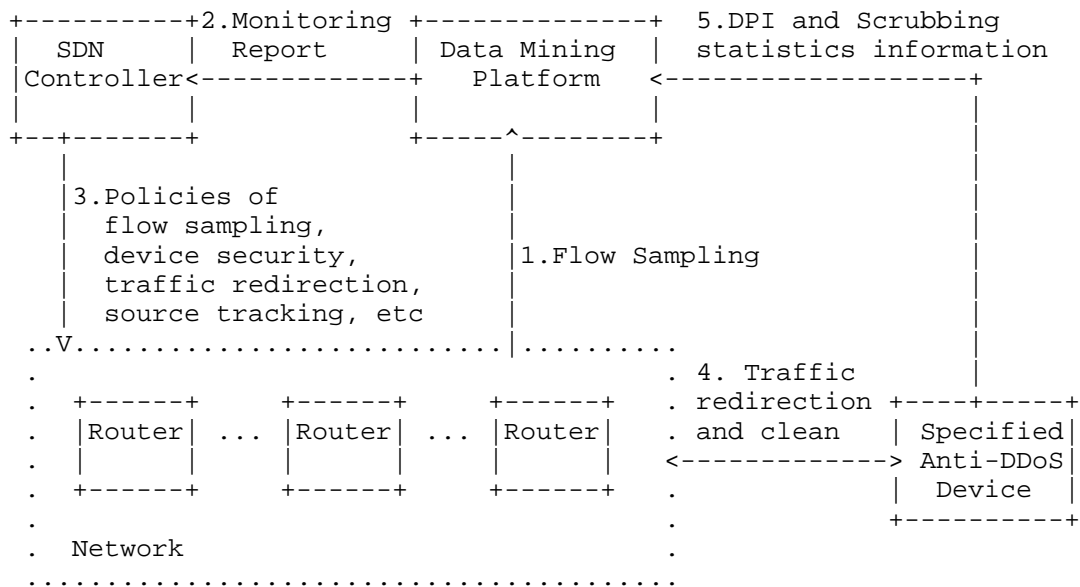 2.Monitoring 5.DPI and Scrubbing
SDN Report Data Mining statistics information
Controller Platform
3.Policies of
flow sampling,
device security, 1.Flow Sampling
traffic redirection,
source tracking, etc
4. Traffic
redirection
Router ... Router ... Router and clean Specified
Anti-DDoS
Device
Network